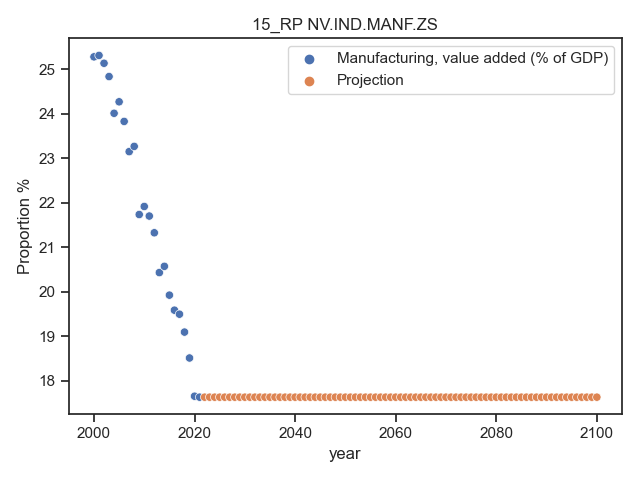 15_RP NV.IND.MANF.ZS
Manufacturing, value added (% of GDP)
Projection
Proportion %
25
24
23
22
21
20
19
18
2000
2020
2040
2060
2080
2100
year